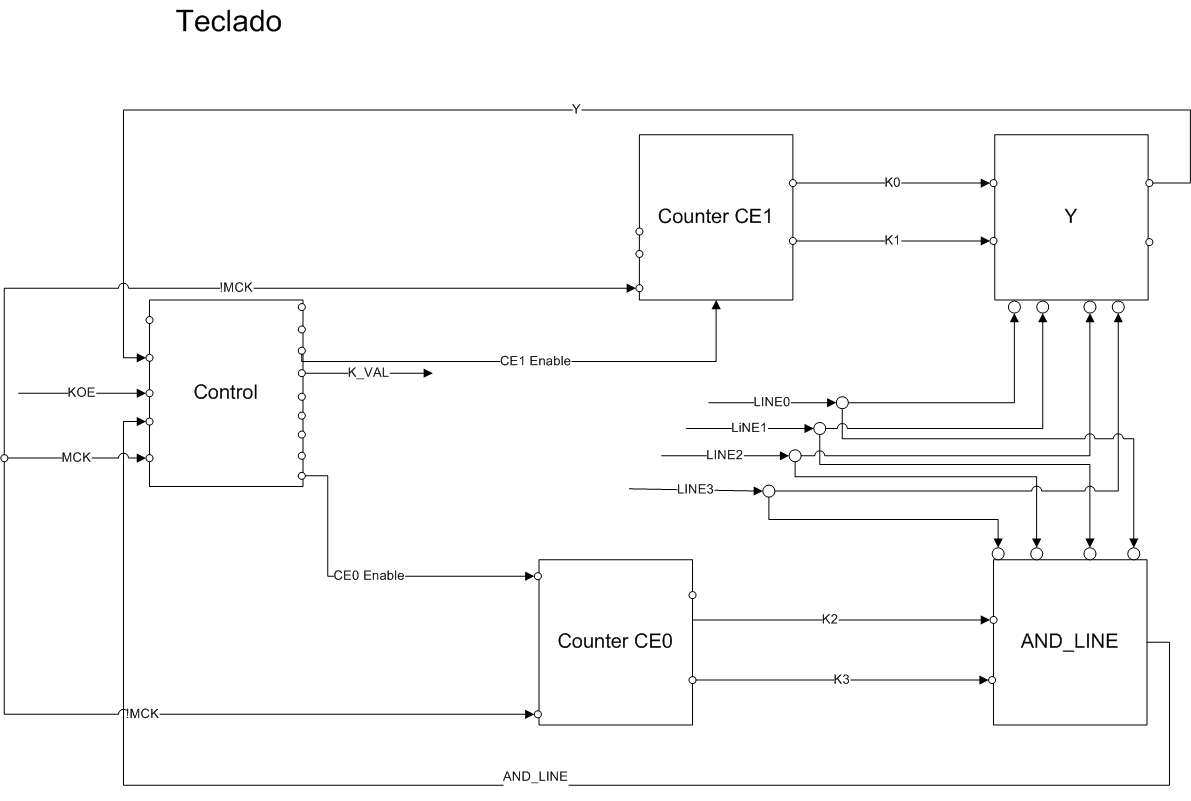 Teclado
Y
Counter CE1
K0
K1
Y
!MCK
Control
CE1 Enable
K_VAL
KOE
MCK
LINE0
LiNE1
LINE2
LINE3
CE0 Enable
Counter CE0
K2
K3
AND_LINE
!MCK
AND_LINE